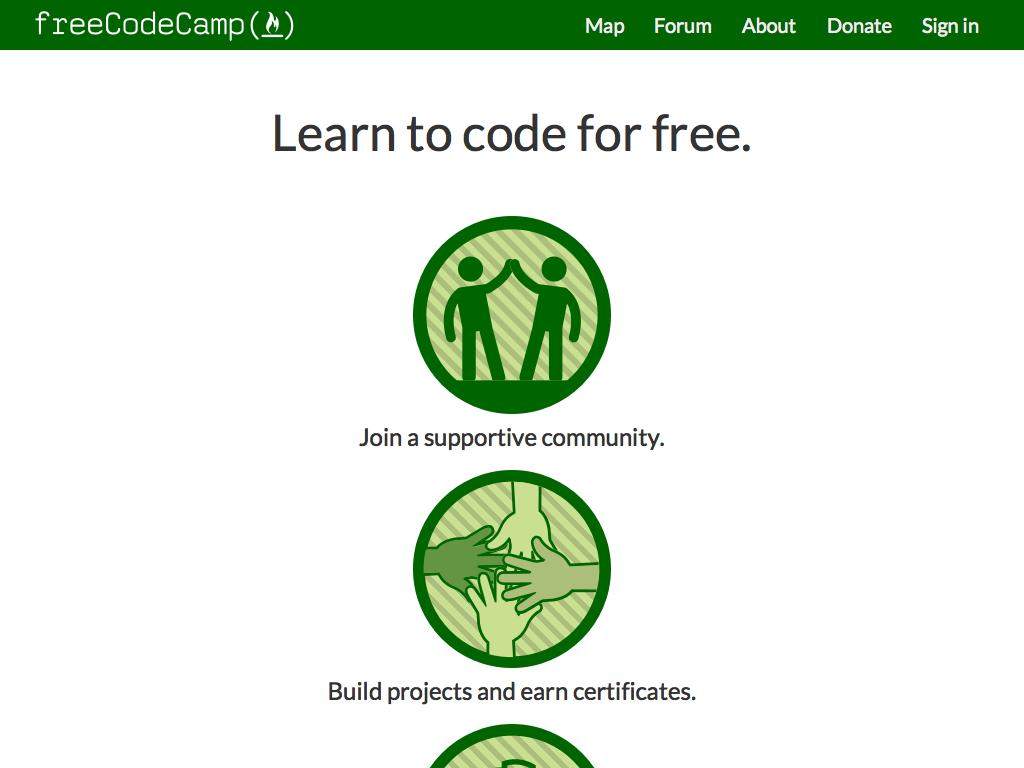 freeCodeCamp
Map Forum About Donate Sign in
Learn to code for free.
Join a supportive community.
Build projects and earn certificates.